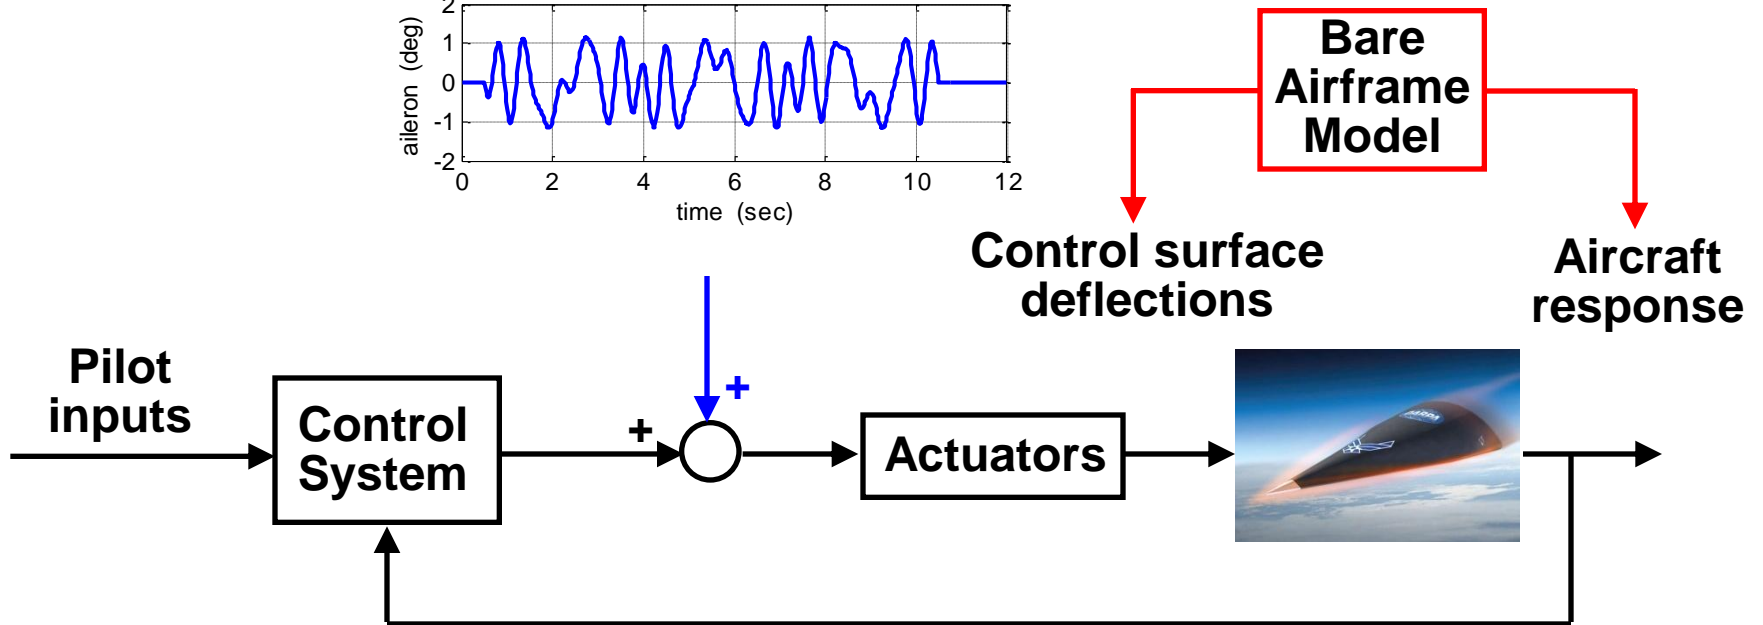 2
1
0
-1
-2
aileron (deg)
0
2
4
6
8
10
12
time (sec)
Bare
Airframe
Model
Control surface
deflections
Aircraft
response
Pilot
inputs
Control
System
+
+
Actuators
DARPA